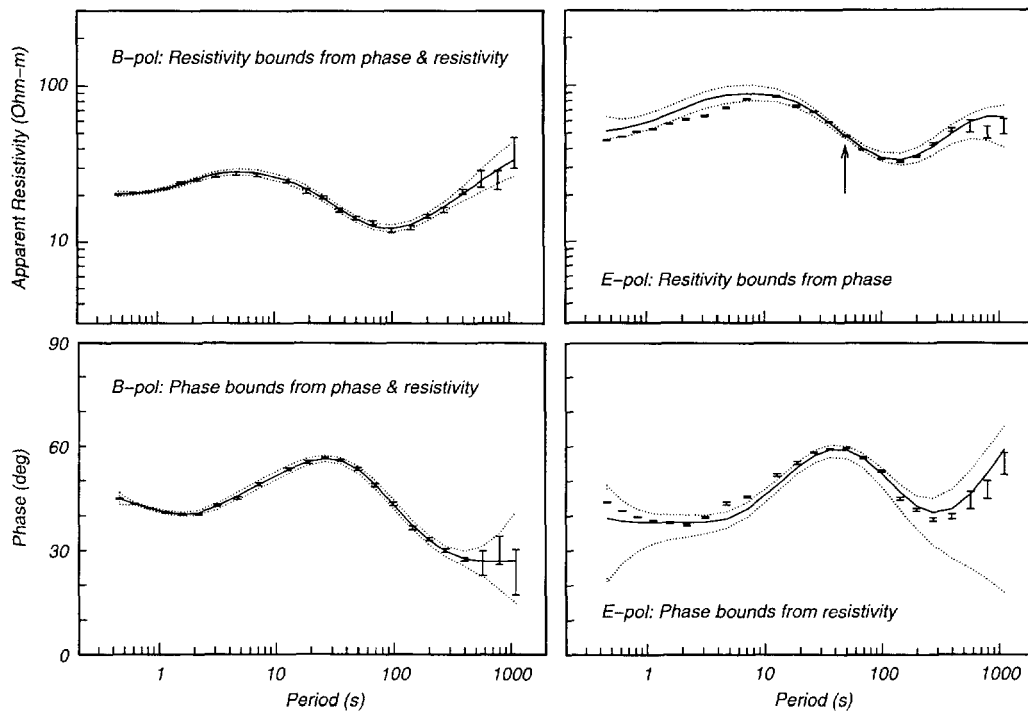 B-pol: Resistivity bounds from phase & resistivity
Apparent Resistivity (Ohm-m)
100
10
E-pol: Resitivity bounds from phase
B-pol: Phase bounds from phase & resistivity
Phase (deg)
90
60
30
0
E-pol: Phase bounds from resistivity
1 10 100 1000
1 10 100 1000
Period (s)
Period (s)